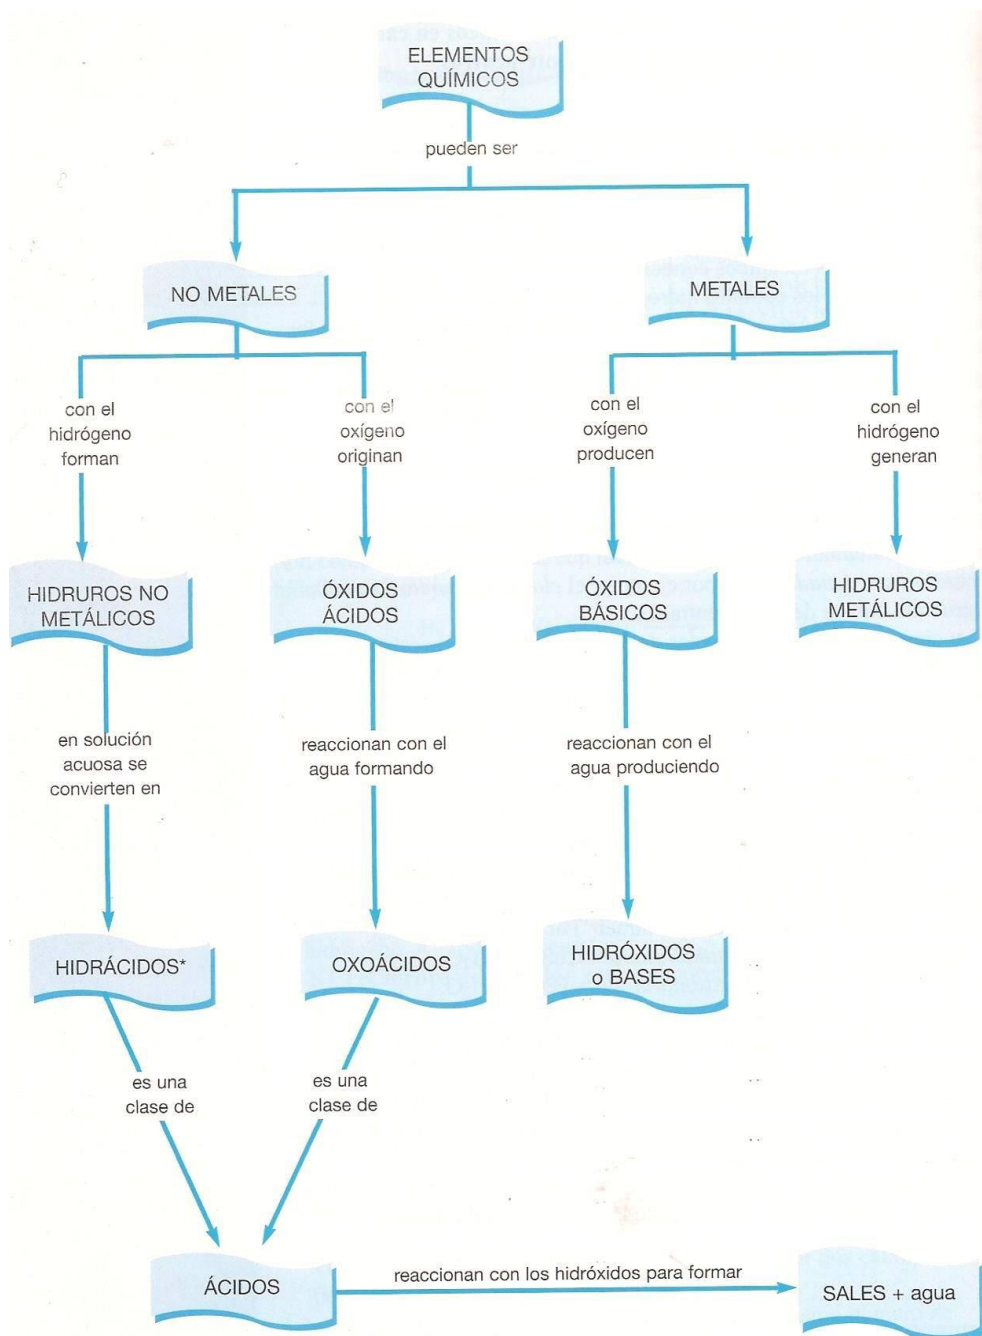 ELEMENTOS
QUÍMICOS
pueden ser
NO METALES
METALES
con el
hidrógeno
forman
con el
oxígeno
originan
con el
oxígeno
producen
con el
hidrógeno
generan
HIDRUROS NO
METÁLICOS
ÓXIDOS
ÁCIDOS
ÓXIDOS
BÁSICOS
HIDRUROS
METÁLICOS
en solución
acuosa se
convierten en
reaccionan con el
agua formando
reaccionan con el
agua produciendo
HIDRÁCIDOS*
OXOÁCIDOS
HIDRÓXIDOS
o BASES
es una
clase de
es una
clase de
ÁCIDOS
reaccionan con los hidróxidos para formar
SALES + agua